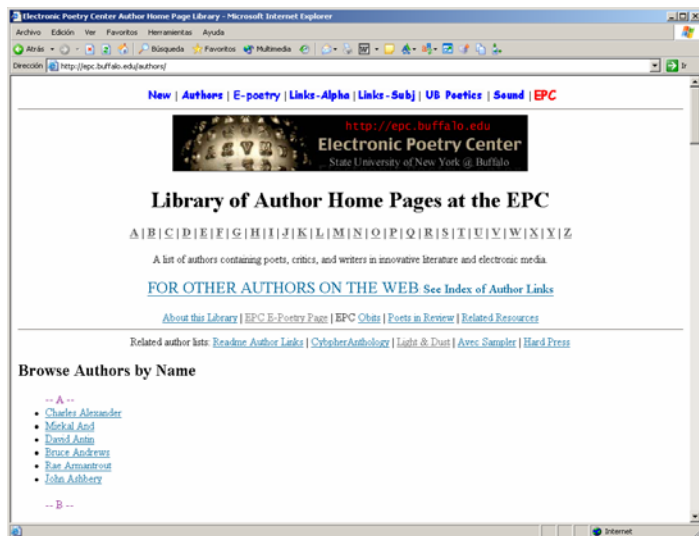 Electronic Poetry Center Author Home Page Library - Microsoft Internet Explorer
Archivo Edición Ver Favoritos Herramientas Ayuda
Atrás Búsqueda Favoritos Multimedia
Dirección http://epc.buffalo.edu/authors/ Ir
New | Authors | E-poetry | Links-Alpha | Links-Subj | UB Poetics | Sound | EPC
http://epc.buffalo.edu
Electronic Poetry Center
State University of New York @ Buffalo
Library of Author Home Pages at the EPC
A | B | C | D | E | F | G | H | I | J | K | L | M | N | O | P | Q | R | S | T | U | V | W | X | Y | Z
A list of authors containing poets, critics, and writers in innovative literature and electronic media.
FOR OTHER AUTHORS ON THE WEB See Index of Author Links
About this Library | EPC E-Poetry Page | EPC Obits | Poets in Review | Related Resources
Related author lists: Readme Author Links | CybpherAnthology | Light & Dust | Avec Sampler | Hard Press
Browse Authors by Name
-- A --
Charles Alexander
Miekal And
David Antin
Bruce Andrews
Rae Armantrout
John Ashbery
-- B --
Internet